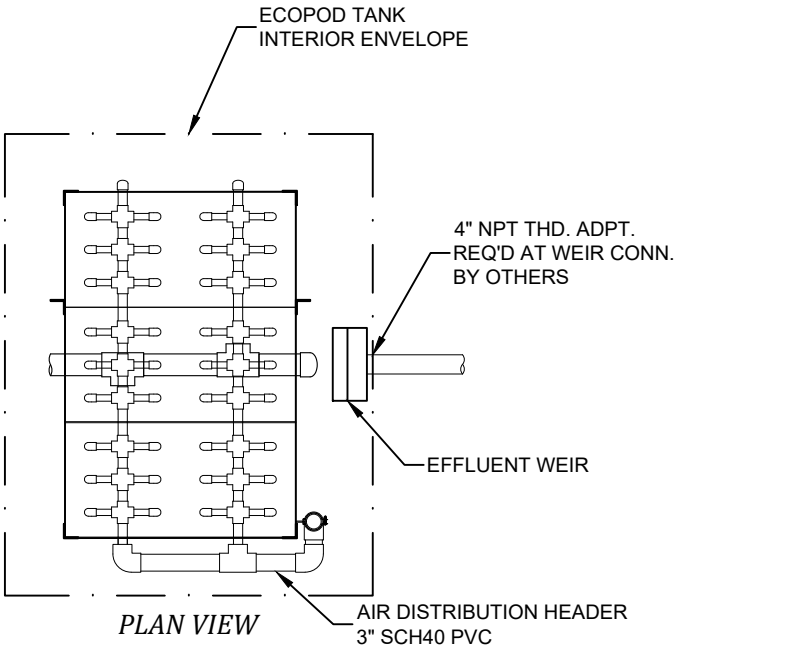 ECOPOD TANK
INTERIOR ENVELOPE
4" NPT THD. ADPT.
REQ'D AT WEIR CONN.
BY OTHERS
EFFLUENT WEIR
AIR DISTRIBUTION HEADER
3" SCH40 PVC
PLAN VIEW